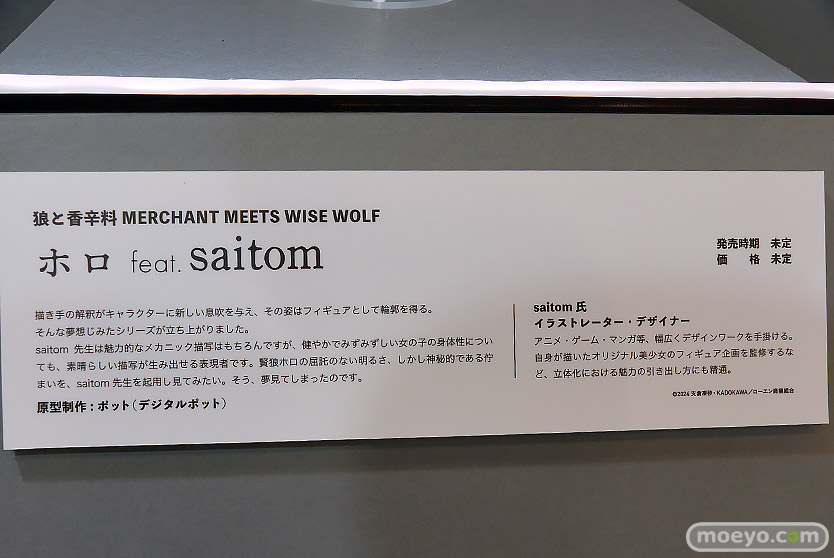 狼と香辛料 MERCHANT MEETS WISE WOLF
ホロ feat. saitom
発売時期 未定
価 格 未定
描き手の解釈がキャラクターに新しい息吹を与え、その姿はフィギュアとして輪郭を得る。
そんな夢想じみたシリーズが立ち上がりました。
saitom 先生は魅力的なメカニック描写はもちろんですが、健やかでみずみずしい女の子の身体性につい
ても、素晴らしい描写が生み出せる表現者です。賢狼ホロの屈託のない明るさ、しかし神秘的である佇
まいを、saitom 先生を起用し見てみたい。そう、夢見てしまったのです。
原型制作：ポット（デジタルポット）
saitom 氏
イラストレーター・デザイナー
アニメ・ゲーム・マンガ等、幅広くデザインワークを手掛ける。
自身が描いたオリジナル美少女のフィギュア企画を監修するな
ど、立体化における魅力の引き出し方にも精通。
©2024 支倉凍砂・KADOKAWA／ローエン商業組合
moeyo.com